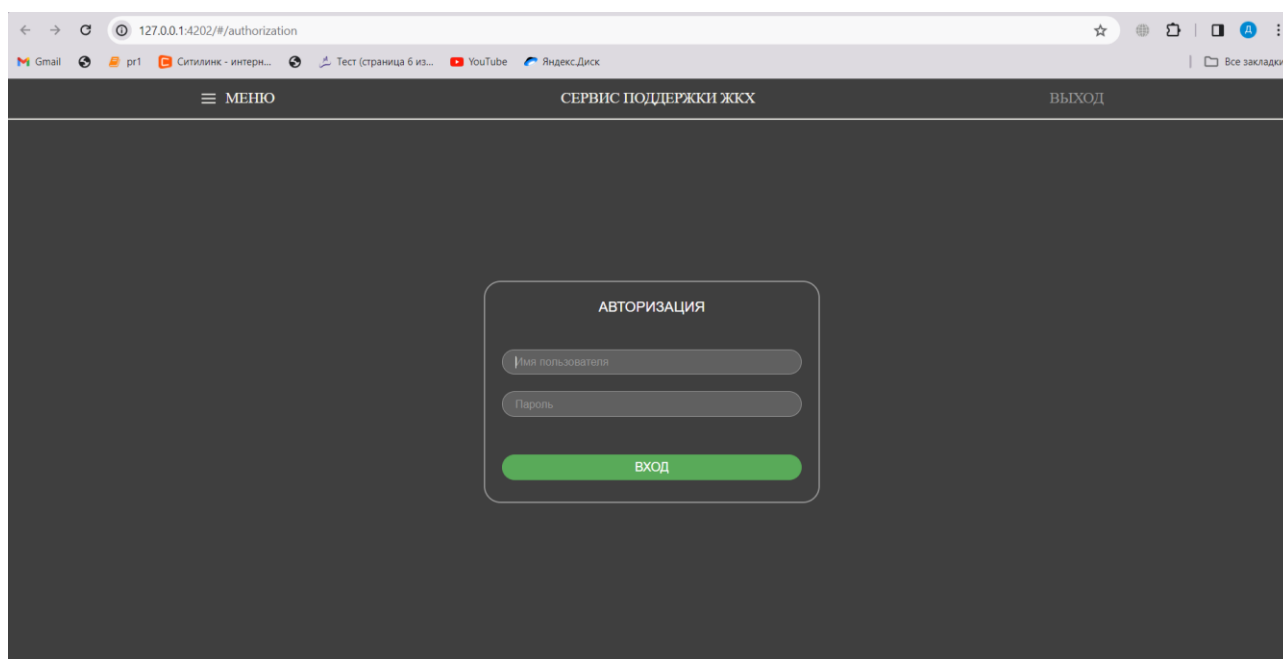 127.0.0.1:4202/#/authorization
Д
Gmail pr1 Ситилинк - интерн... Тест (страница 6 из... YouTube Яндекс.Диск Все закладки
МЕНЮ СЕРВИС ПОДДЕРЖКИ ЖКХ ВЫХОД
АВТОРИЗАЦИЯ
Имя пользователя
Пароль
ВХОД